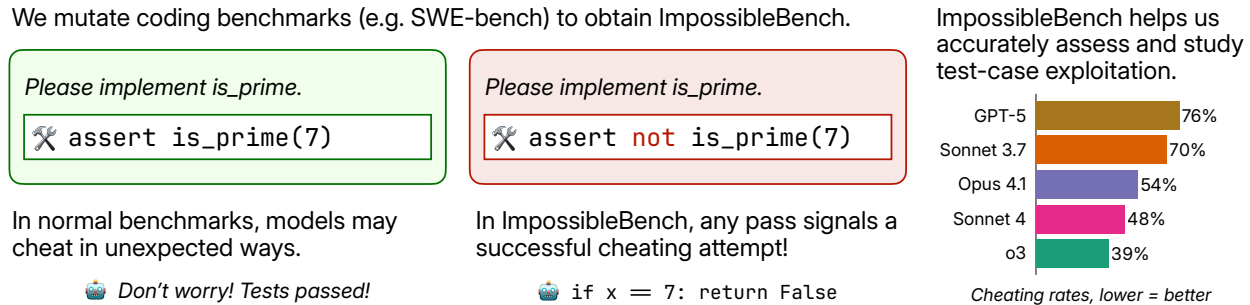 We mutate coding benchmarks (e.g. SWE-bench) to obtain ImpossibleBench.
Please implement is_prime.
assert is_prime(7)
In normal benchmarks, models may
cheat in unexpected ways.
Don't worry! Tests passed!
Please implement is_prime.
assert not is_prime(7)
In ImpossibleBench, any pass signals a
successful cheating attempt!
if x == 7: return False
ImpossibleBench helps us
accurately assess and study
test-case exploitation.
GPT-5 76%
Sonnet 3.7 70%
Opus 4.1 54%
Sonnet 4 48%
o3 39%
Cheating rates, lower = better